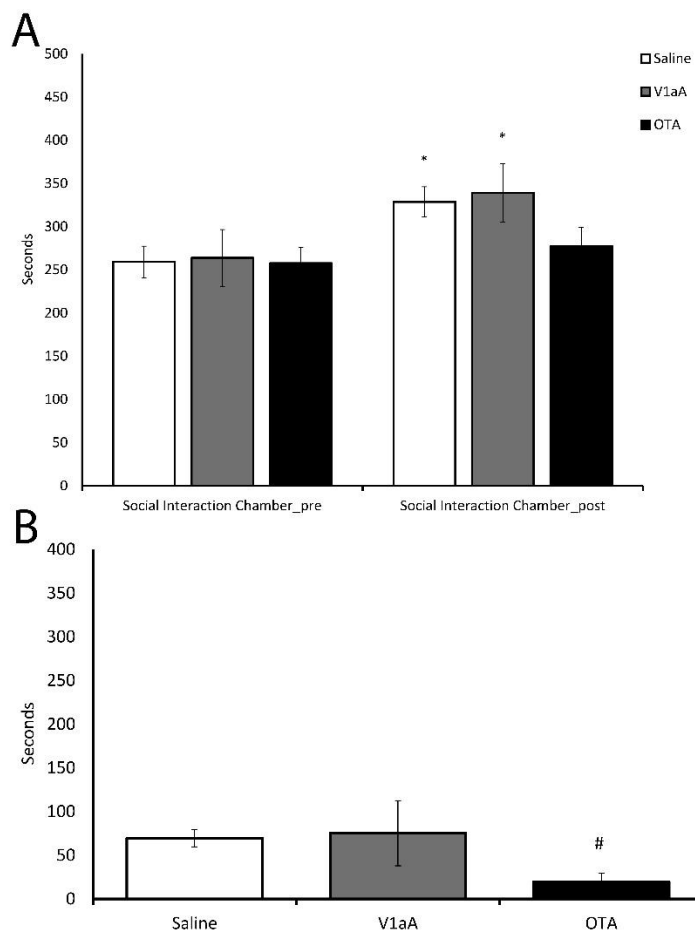 A
500
450
400
350
300
250
200
150
100
50
0
Seconds
Saline
V1aA
OTA
*
*
Social Interaction Chamber_pre
Social Interaction Chamber_post
B
400
350
300
250
200
150
100
50
0
Seconds
#
Saline
V1aA
OTA